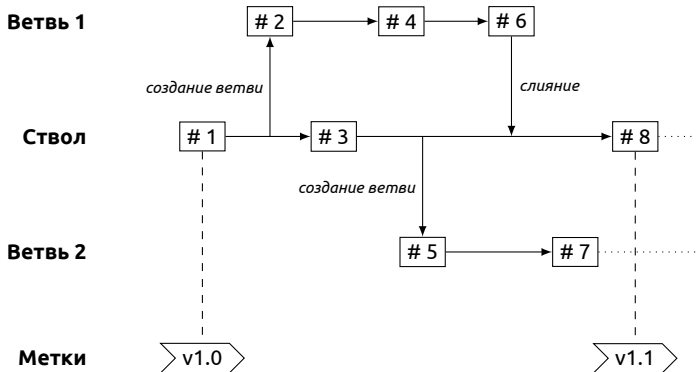 Ветвь 1 # 2 # 4 # 6
создание ветви слияние
Ствол # 1 # 3 # 8
создание ветви
Ветвь 2 # 5 # 7
Метки v1.0 v1.1